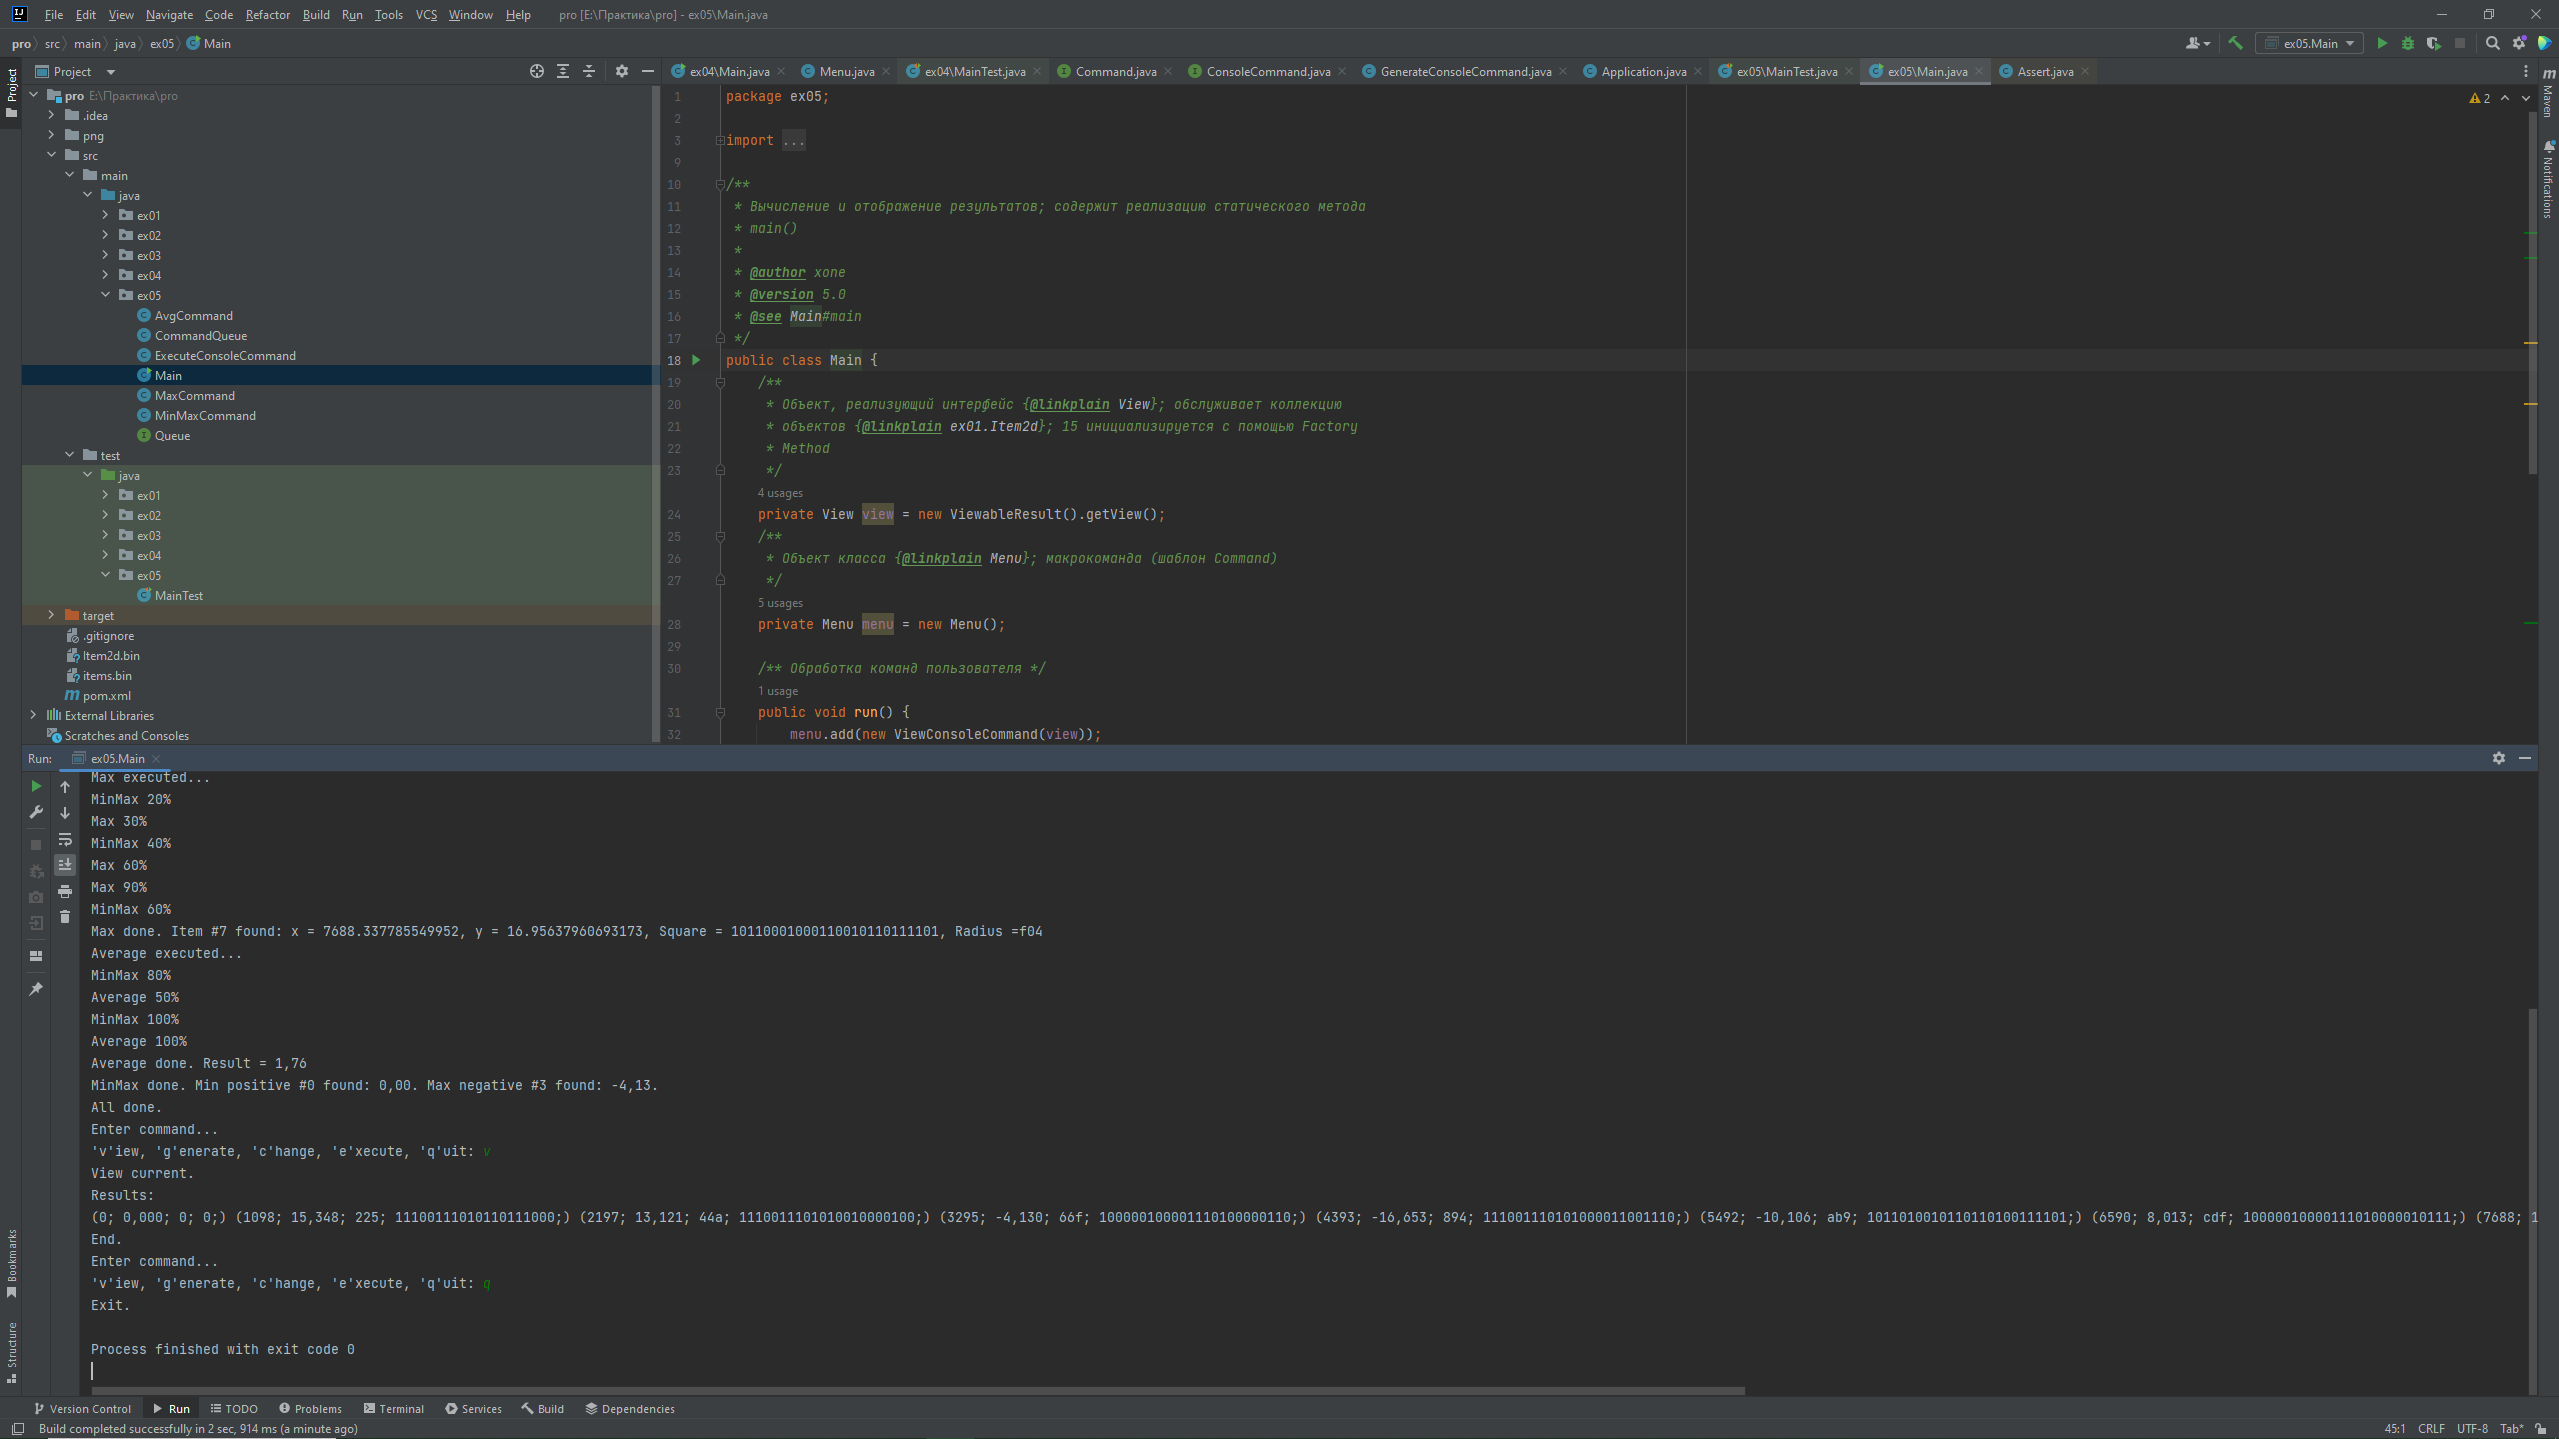 File Edit View Navigate Code Refactor Build Run Tools VCS Window Help pro [E:\Практика\pro] - ex05\Main.java
pro src main java ex05 Main
ex05.Main
Project
ex04\Main.java Menu.java ex04\MainTest.java Command.java ConsoleCommand.java GenerateConsoleCommand.java Application.java ex05\MainTest.java ex05\Main.java Assert.java
Project
Maven
Notifications
pro E:\Практика\pro
.idea
png
src
main
java
ex01
ex02
ex03
ex04
ex05
AvgCommand
CommandQueue
ExecuteConsoleCommand
Main
MaxCommand
MinMaxCommand
Queue
test
java
ex01
ex02
ex03
ex04
ex05
MainTest
target
.gitignore
Item2d.bin
items.bin
pom.xml
External Libraries
Scratches and Consoles
2
1 package ex05;
2
3 import ...
9
10 /**
11 * Вычисление и отображение результатов; содержит реализацию статического метода
12 * main()
13 *
14 * @author xone
15 * @version 5.0
16 * @see Main#main
17 */
18 public class Main {
19 /**
20 * Объект, реализующий интерфейс {@linkplain View}; обслуживает коллекцию
21 * объектов {@linkplain ex01.Item2d}; 15 инициализируется с помощью Factory
22 * Method
23 */
4 usages
24 private View view = new ViewableResult().getView();
25 /**
26 * Объект класса {@linkplain Menu}; макрокоманда (шаблон Command)
27 */
5 usages
28 private Menu menu = new Menu();
29
30 /** Обработка команд пользователя */
1 usage
31 public void run() {
32 menu.add(new ViewConsoleCommand(view));
Run: ex05.Main
Max executed...
MinMax 20%
Max 30%
MinMax 40%
Max 60%
Max 90%
MinMax 60%
Max done. Item #7 found: x = 7688.337785549952, y = 16.95637960693173, Square = 10110001000110010110111101, Radius =f04
Average executed...
MinMax 80%
Average 50%
MinMax 100%
Average 100%
Average done. Result = 1,76
MinMax done. Min positive #0 found: 0,00. Max negative #3 found: -4,13.
All done.
Enter command...
'v'iew, 'g'enerate, 'c'hange, 'e'xecute, 'q'uit: v
View current.
Results:
(0; 0,000; 0; 0;) (1098; 15,348; 225; 11100111010110111000;) (2197; 13,121; 44a; 1110011101010010000100;) (3295; -4,130; 66f; 100000100001110100000110;) (4393; -16,653; 894; 111001110101000011001110;) (5492; -10,106; ab9; 1011010010110110100111101;) (6590; 8,013; cdf; 10000010000111010000010111;) (7688; 1
End.
Enter command...
'v'iew, 'g'enerate, 'c'hange, 'e'xecute, 'q'uit: q
Exit.
Process finished with exit code 0
Bookmarks
Structure
Version Control Run TODO Problems Terminal Services Build Dependencies
Build completed successfully in 2 sec, 914 ms (a minute ago)
45:1 CRLF UTF-8 Tab*